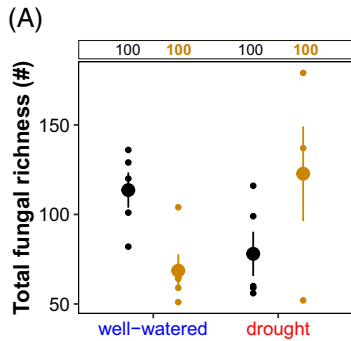 (A)
100 100 100 100
Total fungal richness (#)
150
100
50
well-watered drought